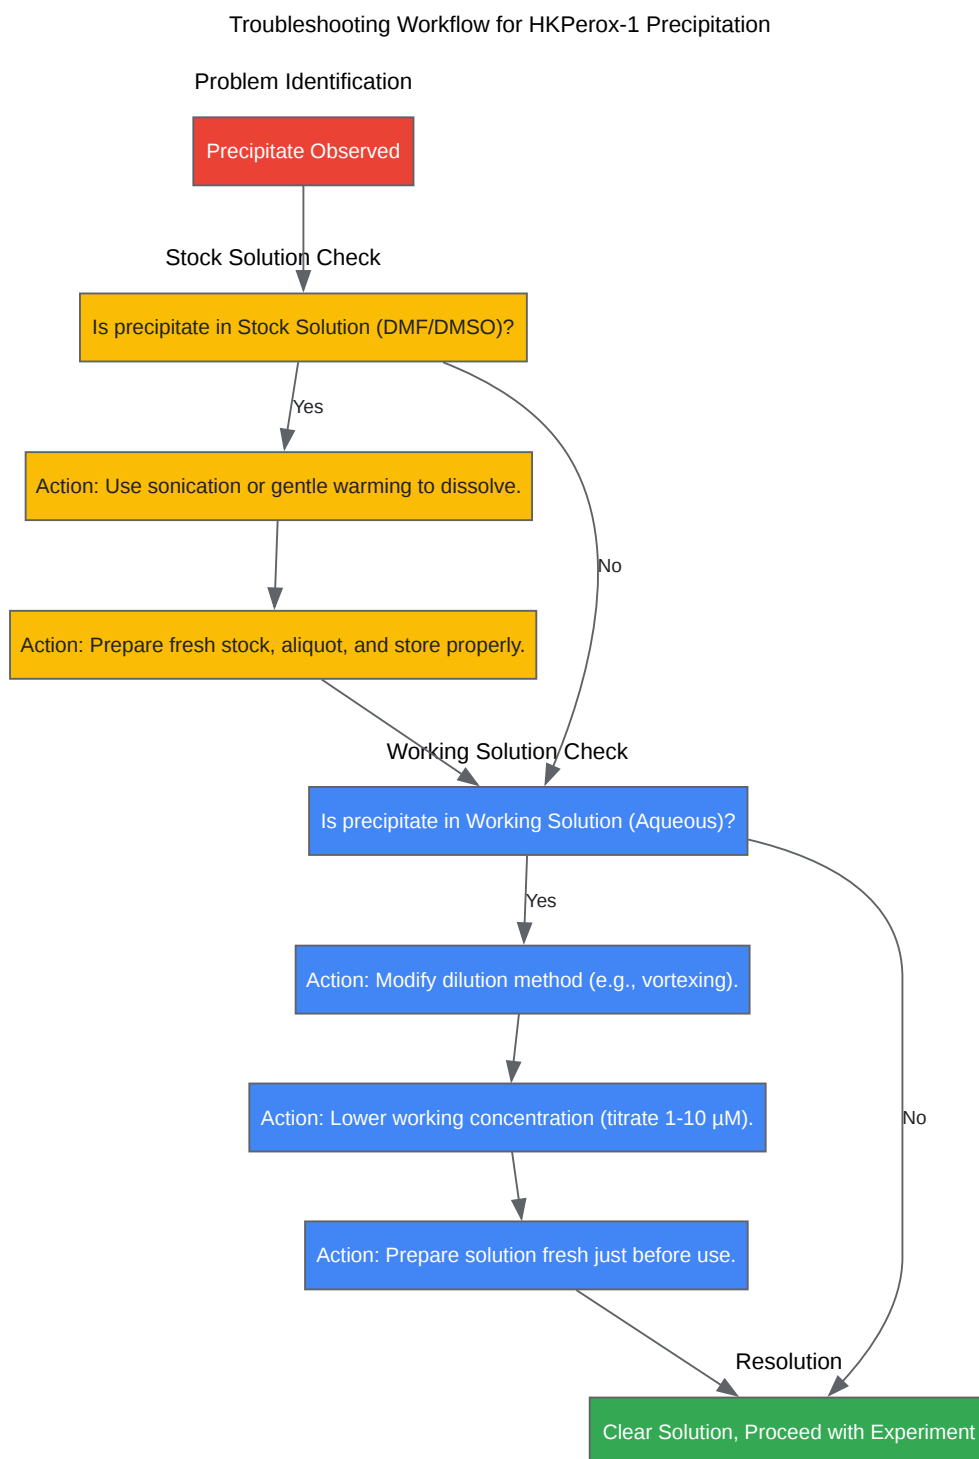 Troubleshooting Workflow for HKPerox-1 Precipitation
Problem Identification
Precipitate Observed
Stock Solution Check
Is precipitate in Stock Solution (DMF/DMSO)?
Yes
Action: Use sonication or gentle warming to dissolve.
No
Action: Prepare fresh stock, aliquot, and store properly.
Working Solution Check
Is precipitate in Working Solution (Aqueous)?
Yes
Action: Modify dilution method (e.g., vortexing).
Action: Lower working concentration (titrate 1-10 µM).
No
Action: Prepare solution fresh just before use.
Resolution
Clear Solution, Proceed with Experiment